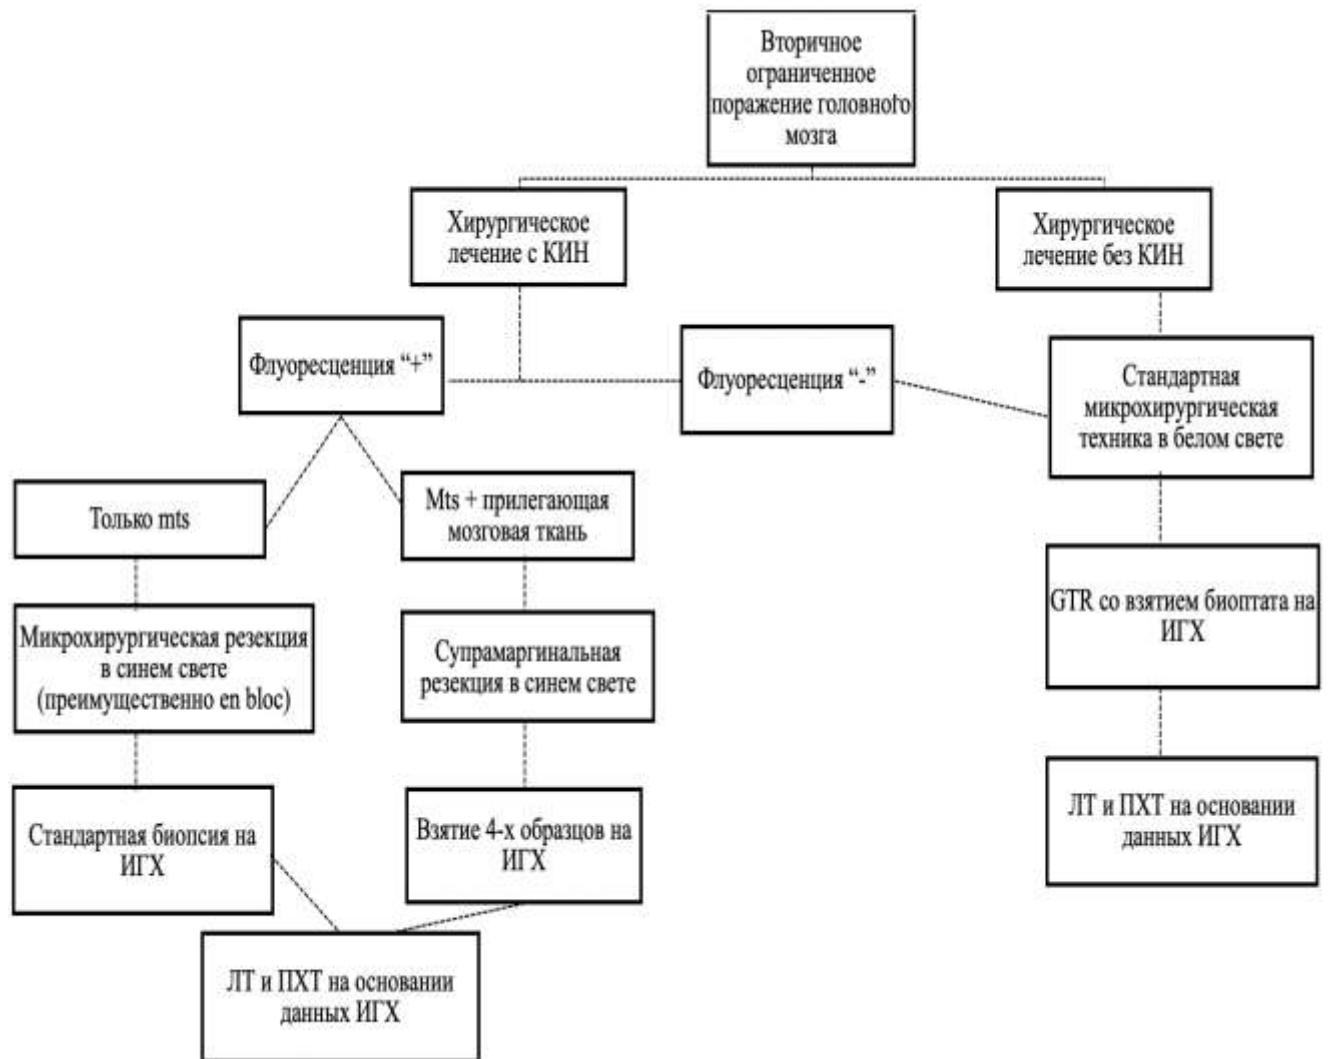 Вторичное
ограниченное
поражение головного
мозга
Хирургическое
лечение с КИН
Хирургическое
лечение без КИН
Флуоресценция “+”
Флуоресценция “-”
Стандартная
микрохирургическая
техника в белом свете
Только mts
Mts + прилегающая
мозговая ткань
GTR со взятием биоптата на
ИГХ
Микрохирургическая резекция
в синем свете
(преимущественно en bloc)
Супрамаргинальная
резекция в синем свете
Стандартная биопсия на
ИГХ
Взятие 4-х образцов на
ИГХ
ЛТ и ПХТ на основании
данных ИГХ
ЛТ и ПХТ на основании
данных ИГХ